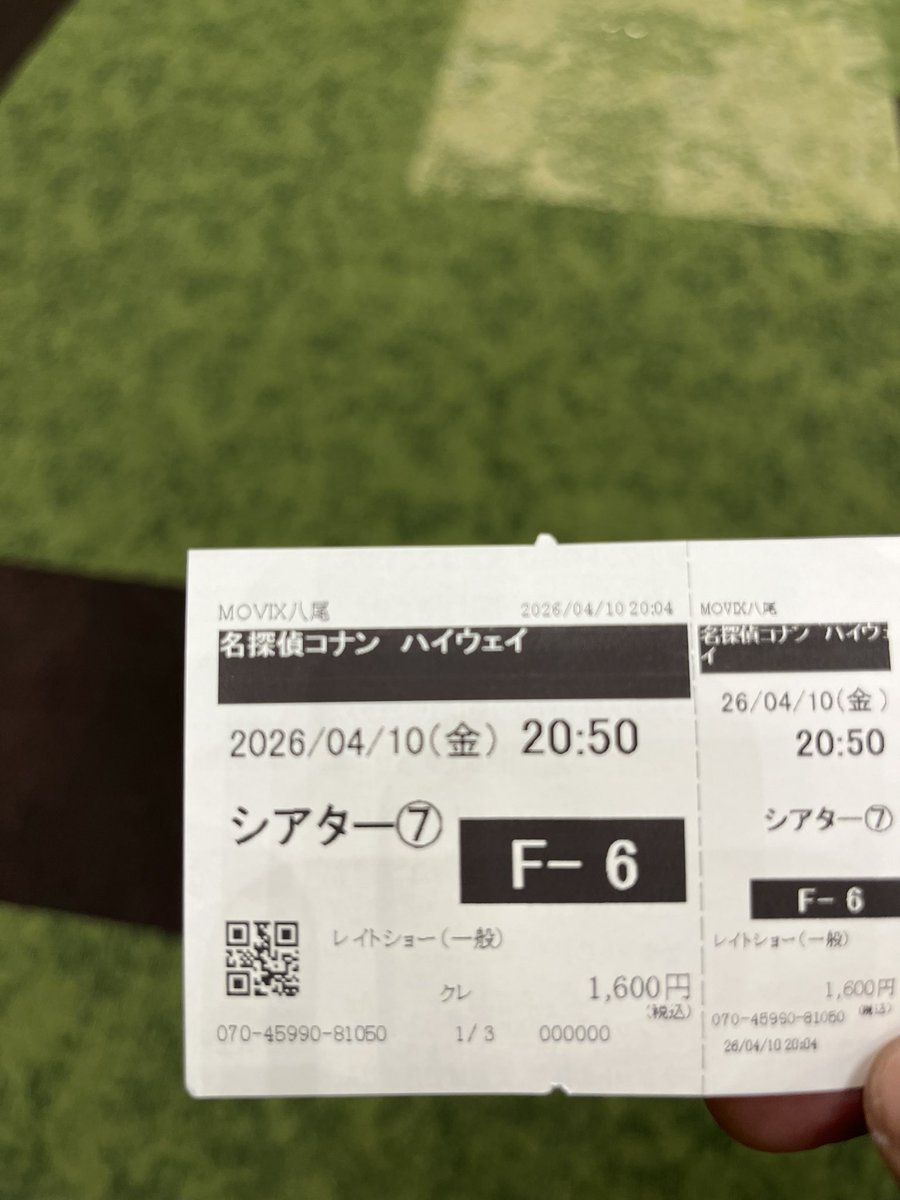 MOVIX八尾 2026/04/10 20:04
名探偵コナン ハイウェイ
2026/04/10(金) 20:50
シアター⑦
F- 6
レイトショー(一般)
クレ 1,600円
(税込)
070-45990-81050 1/3 000000
MOVIX八尾
名探偵コナン ハイウェ
イ
26/04/10(金)
20:50
シアター⑦
F- 6
レイトショー(一般)
1,600円
070-45990-81050 (税込)
26/04/10 20:04